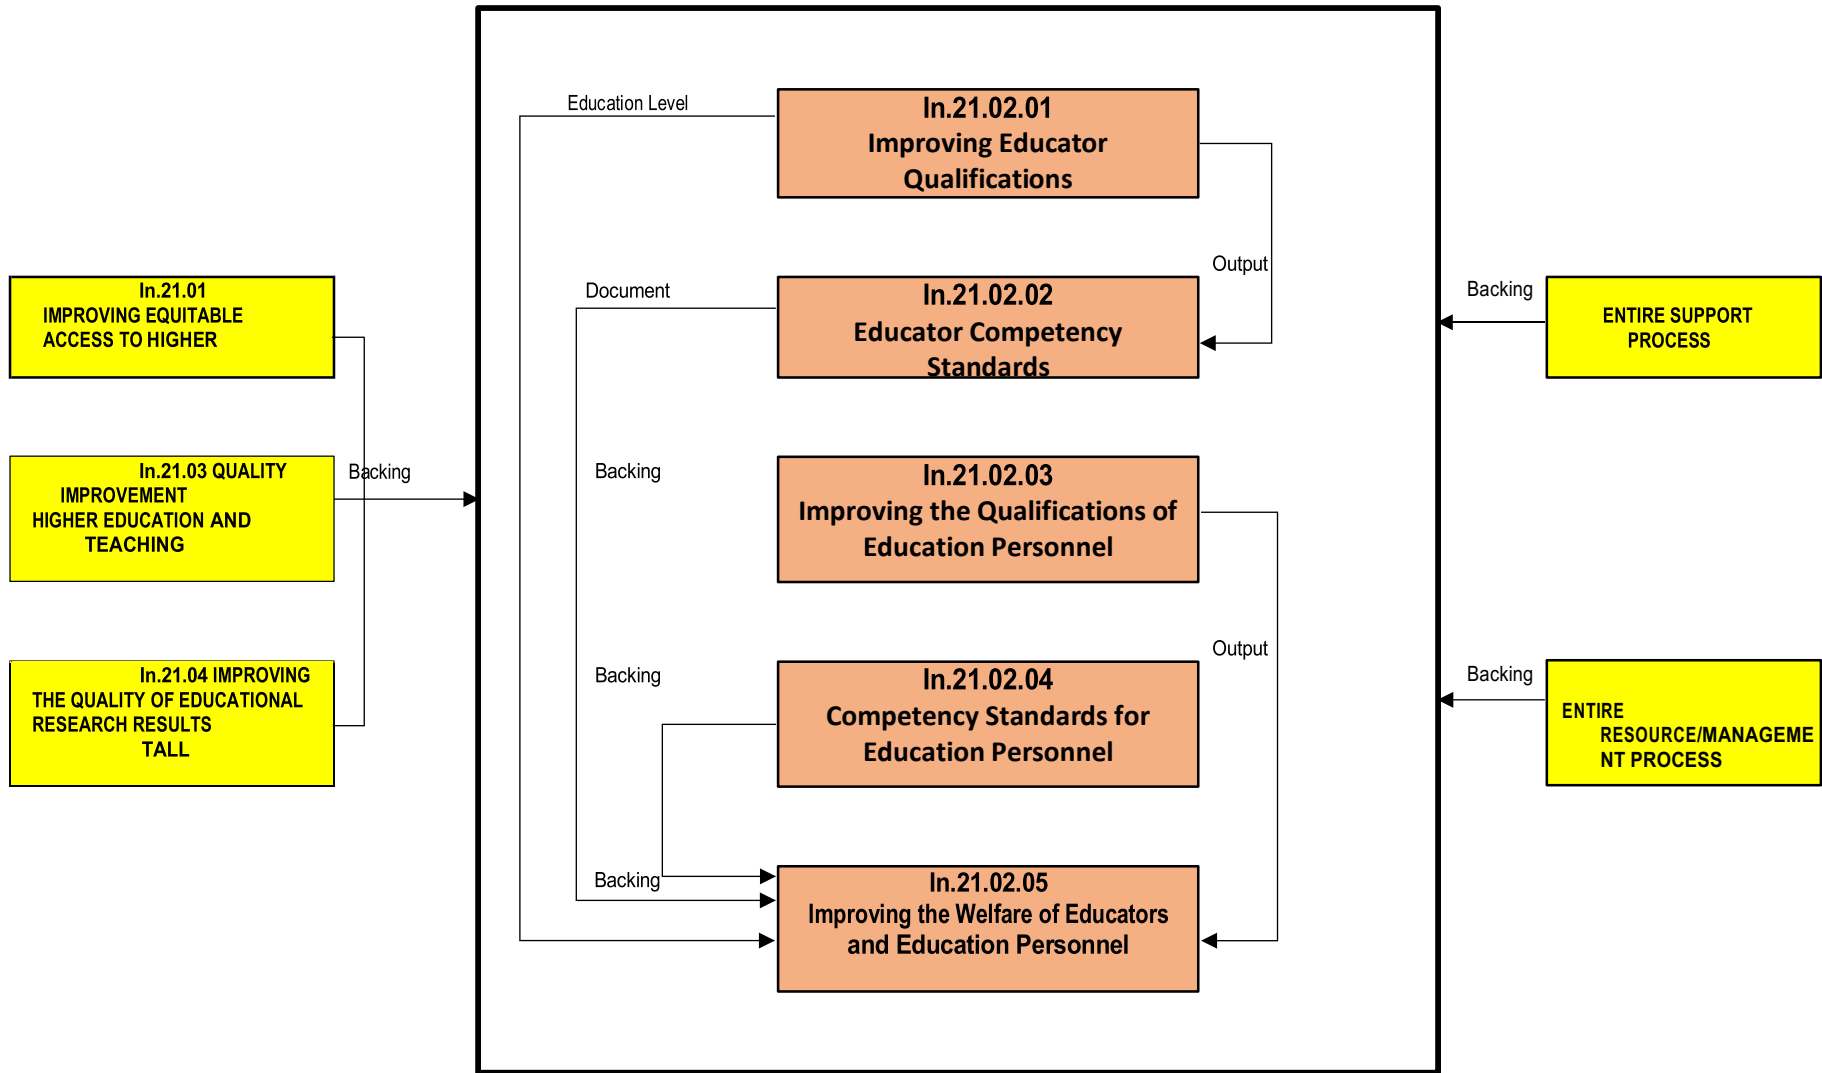 Education Level
In.21.02.01
Improving Educator
Qualifications
Output
In.21.01
IMPROVING EQUITABLE
ACCESS TO HIGHER
Document
In.21.02.02
Educator Competency
Standards
Backing
ENTIRE SUPPORT
PROCESS
In.21.03 QUALITY
IMPROVEMENT
HIGHER EDUCATION AND
TEACHING
Backing
Backing
In.21.02.03
Improving the Qualifications of
Education Personnel
Output
In.21.04 IMPROVING
THE QUALITY OF EDUCATIONAL
RESEARCH RESULTS
TALL
Backing
In.21.02.04
Competency Standards for
Education Personnel
Backing
ENTIRE
RESOURCE/MANAGEME
NT PROCESS
Backing
In.21.02.05
Improving the Welfare of Educators
and Education Personnel